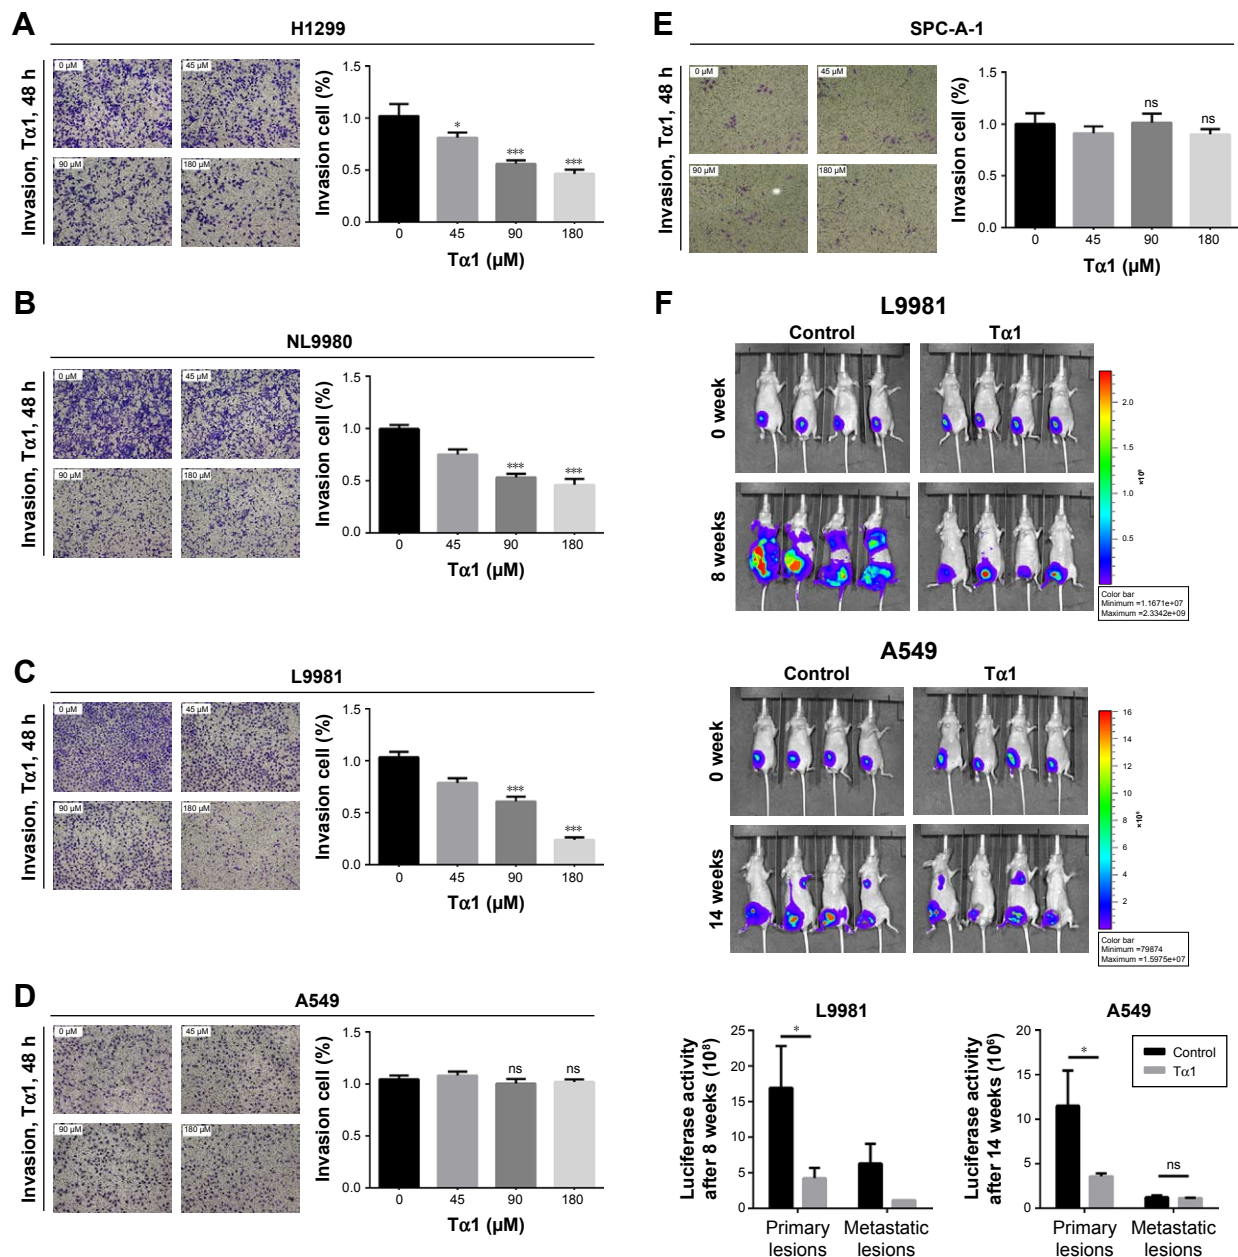 A
H1299
Invasion, Tα1, 48 h
0 µM
45 µM
90 µM
180 µM
Invasion cell (%)
1.5
1.0
0.5
0.0
*
***
***
0 45 90 180
Tα1 (µM)
B
NL9980
Invasion, Tα1, 48 h
0 µM
45 µM
90 µM
180 µM
Invasion cell (%)
1.5
1.0
0.5
0.0
***
***
0 45 90 180
Tα1 (µM)
C
L9981
Invasion, Tα1, 48 h
0 µM
45 µM
90 µM
180 µM
Invasion cell (%)
1.5
1.0
0.5
0.0
***
***
0 45 90 180
Tα1 (µM)
D
A549
Invasion, Tα1, 48 h
0 µM
45 µM
90 µM
180 µM
Invasion cell (%)
1.5
1.0
0.5
0.0
ns
ns
0 45 90 180
Tα1 (µM)
E
SPC-A-1
Invasion, Tα1, 48 h
0 µM
45 µM
90 µM
180 µM
Invasion cell (%)
1.5
1.0
0.5
0.0
ns
ns
0 45 90 180
Tα1 (µM)
F
L9981
Control Tα1
0 week
8 weeks
2.0
1.5
1.0
0.5
Color bar
Minimum =1.1671e+07
Maximum =2.3342e+09
A549
Control Tα1
0 week
14 weeks
16
14
12
10
8
6
4
2
Color bar
Minimum =79874
Maximum =1.5975e+07
L9981
Luciferase activity
after 8 weeks (10⁸)
25
20
15
10
5
0
*
Primary
lesions
Metastatic
lesions
A549
Luciferase activity
after 14 weeks (10⁶)
20
15
10
5
0
*
ns
Control
Tα1
Primary
lesions
Metastatic
lesions